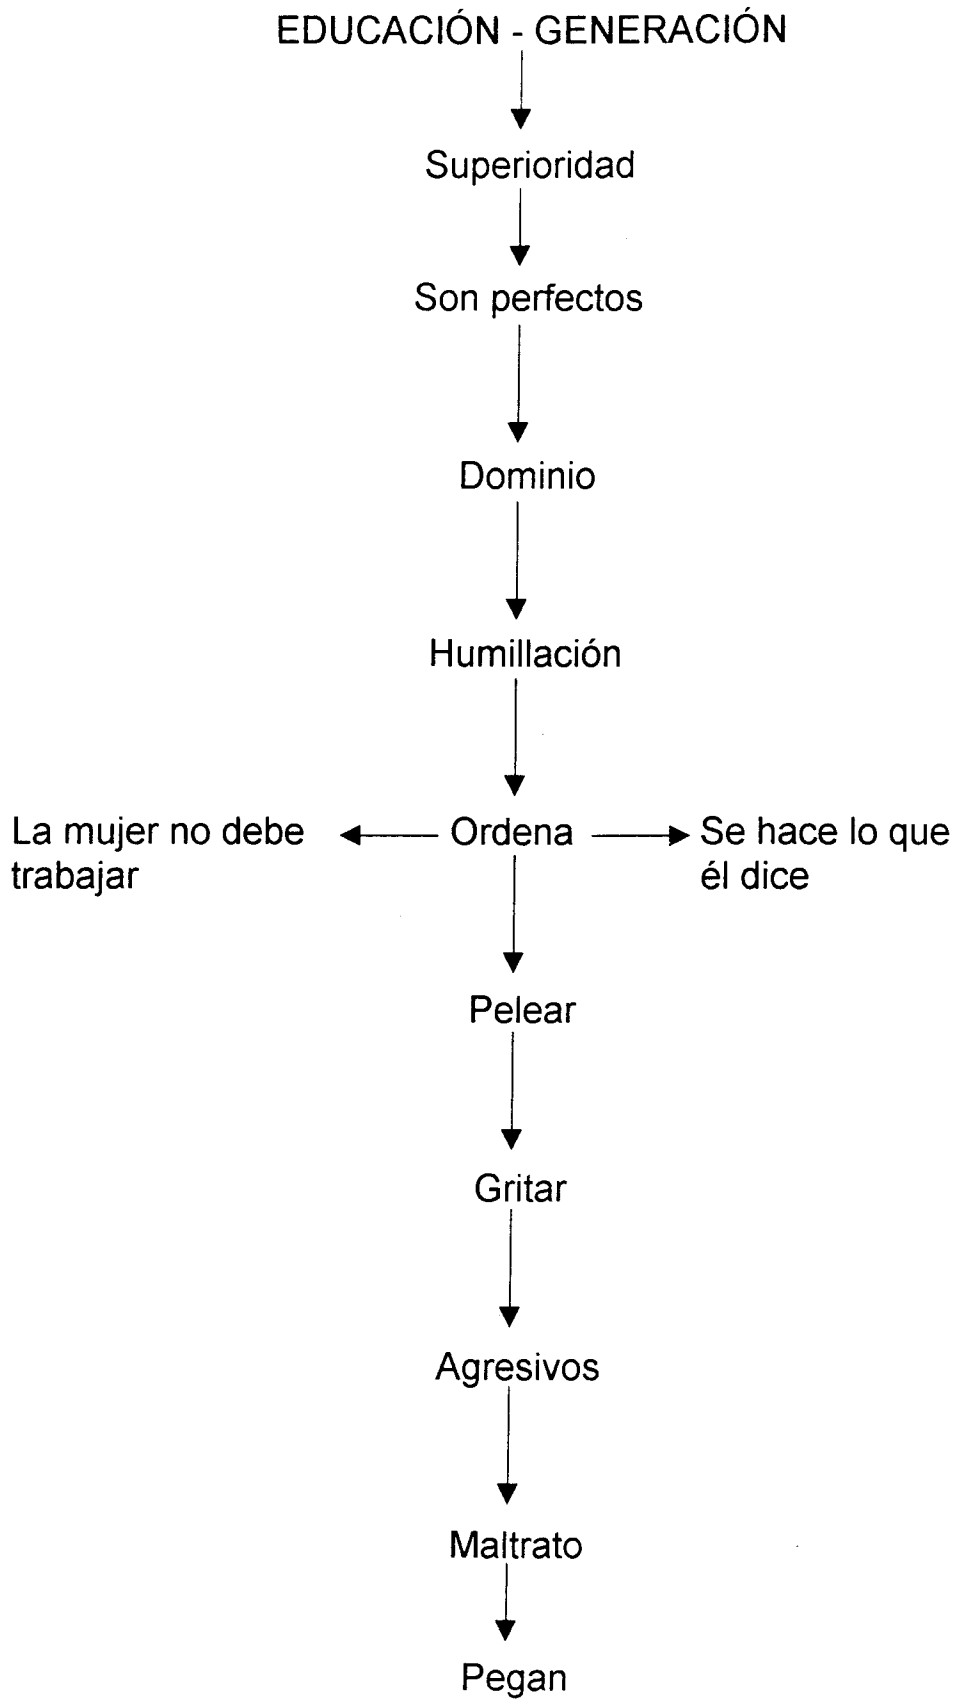 EDUCACIÓN - GENERACIÓN
Superioridad
Son perfectos
Dominio
Humillación
La mujer no debe
trabajar
Ordena
Se hace lo que
él dice
Pelear
Gritar
Agresivos
Maltrato
Pegan